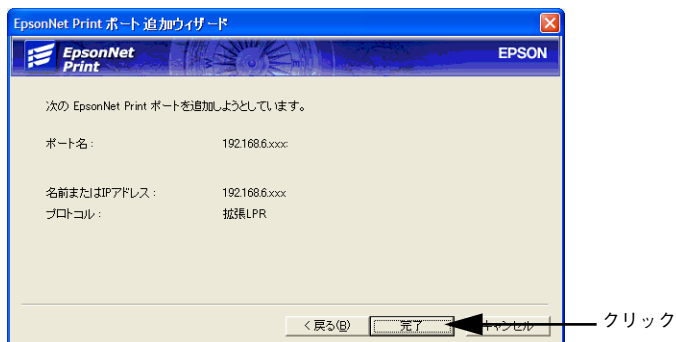 EpsonNet Print ポート追加ウィザード
EpsonNet
Print
EPSON
次の EpsonNet Print ポートを追加しようとしています。
ポート名： 192.168.6.xxx:
名前またはIPアドレス： 192.168.6.xxx
プロトコル： 拡張LPR
< 戻る(B) 完了 キャンセル
クリック